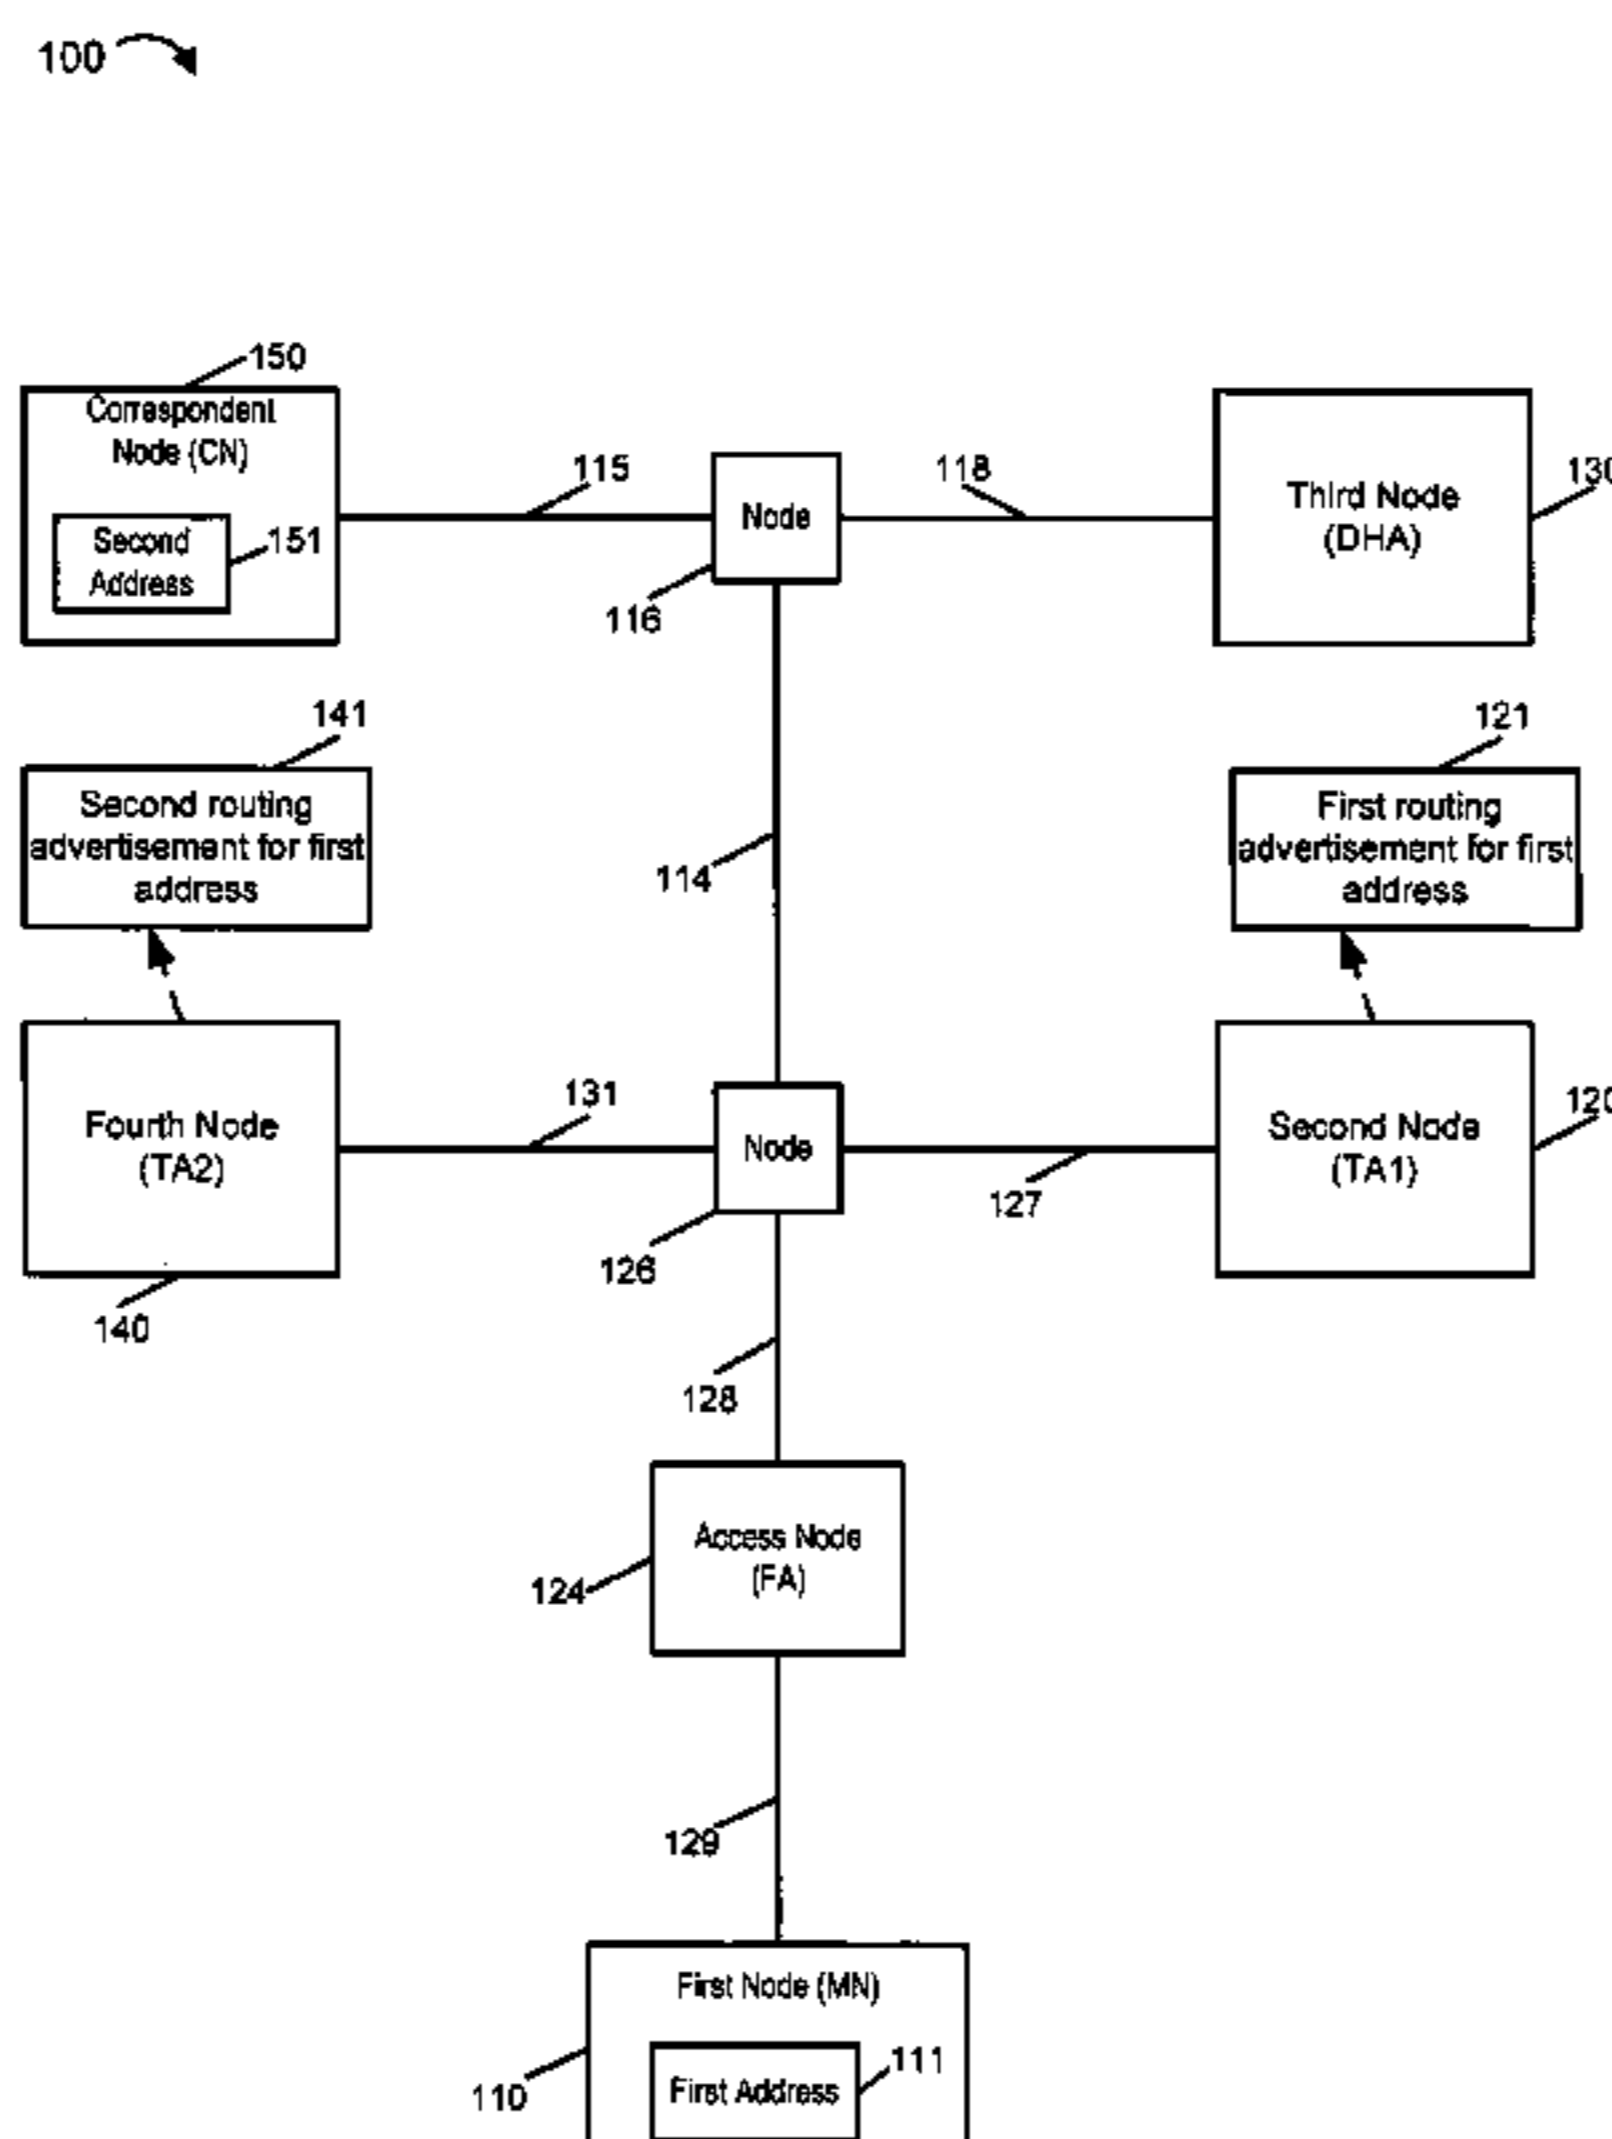 100
150
Correspondent
Node (CN)
Second
Address
151
115
Node
116
118
Third Node
(DHA)
130
141
Second routing
advertisement for first
address
121
First routing
advertisement for first
address
114
Fourth Node
(TA2)
140
131
Node
126
127
Second Node
(TA1)
120
128
Access Node
(FA)
124
129
First Node (MN)
110
First Address
111